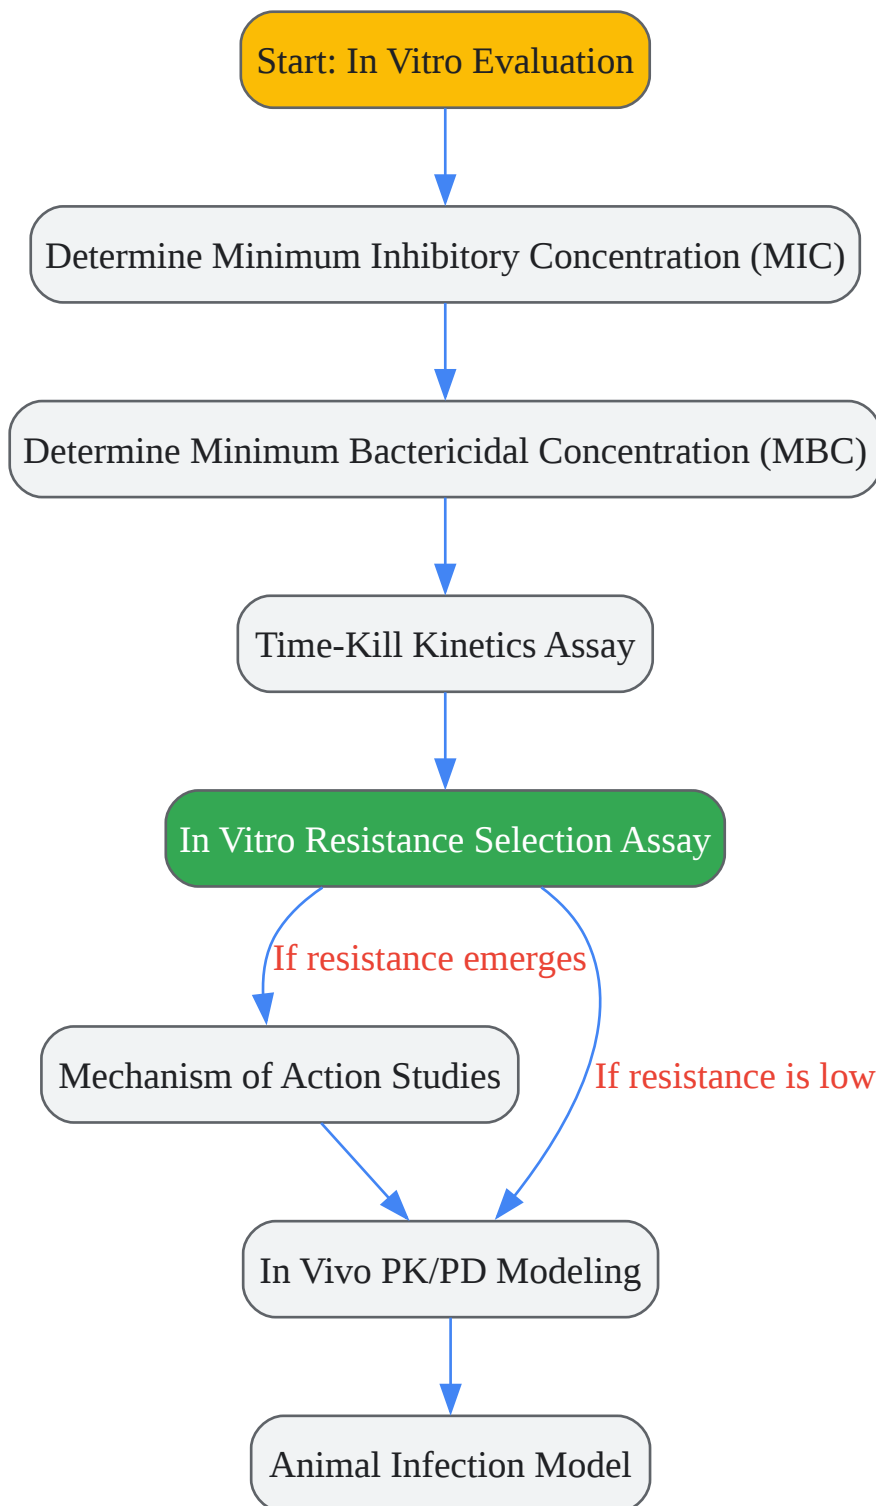 Start: In Vitro Evaluation
Determine Minimum Inhibitory Concentration (MIC)
Determine Minimum Bactericidal Concentration (MBC)
Time-Kill Kinetics Assay
In Vitro Resistance Selection Assay
If resistance emerges
Mechanism of Action Studies
If resistance is low
In Vivo PK/PD Modeling
Animal Infection Model